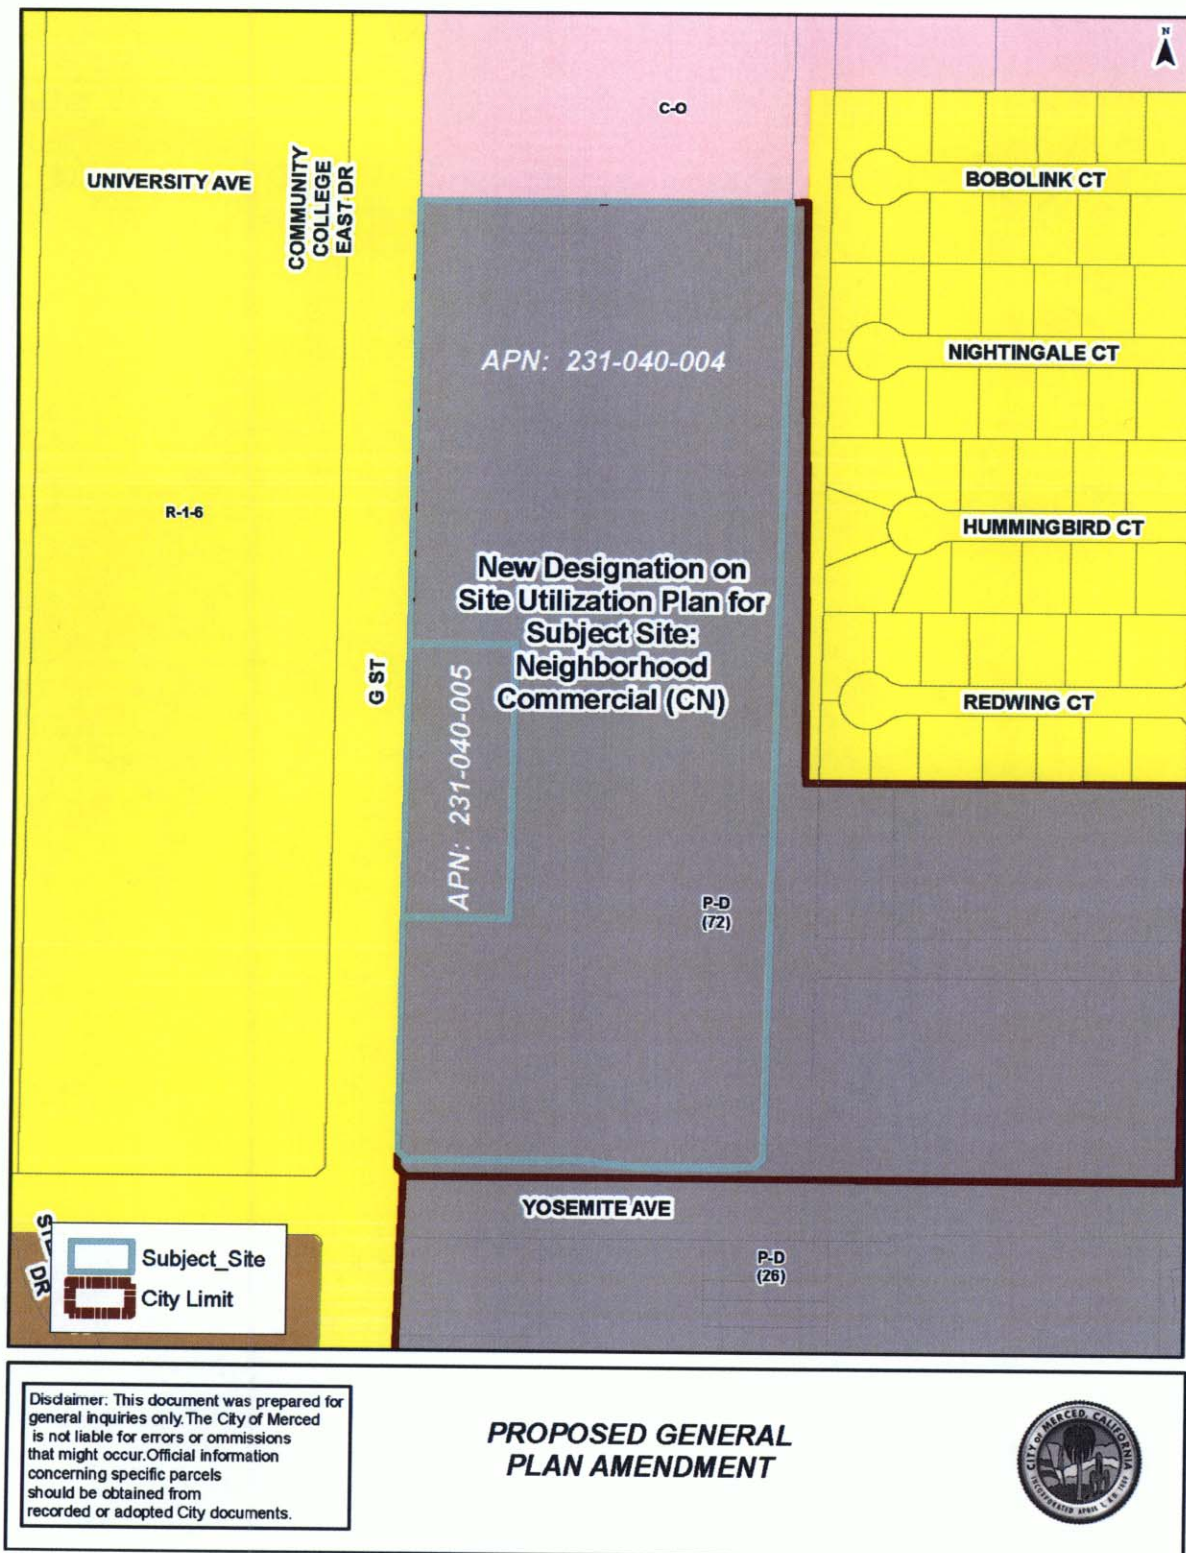 N
C-O
UNIVERSITY AVE
COMMUNITY
COLLEGE
EAST DR
BOBOLINK CT
APN: 231-040-004
NIGHTINGALE CT
R-1-6
HUMMINGBIRD CT
New Designation on
Site Utilization Plan for
Subject Site:
Neighborhood
Commercial (CN)
G ST
APN: 231-040-005
REDWING CT
P-D
(72)
YOSEMITE AVE
P-D
(26)
DR
Subject_Site
City Limit
Disclaimer: This document was prepared for
general inquiries only.The City of Merced
is not liable for errors or ommissions
that might occur.Official information
concerning specific parcels
should be obtained from
recorded or adopted City documents.
PROPOSED GENERAL
PLAN AMENDMENT
CITY OF MERCED, CALIFORNIA
INCORPORATED APRIL 1,